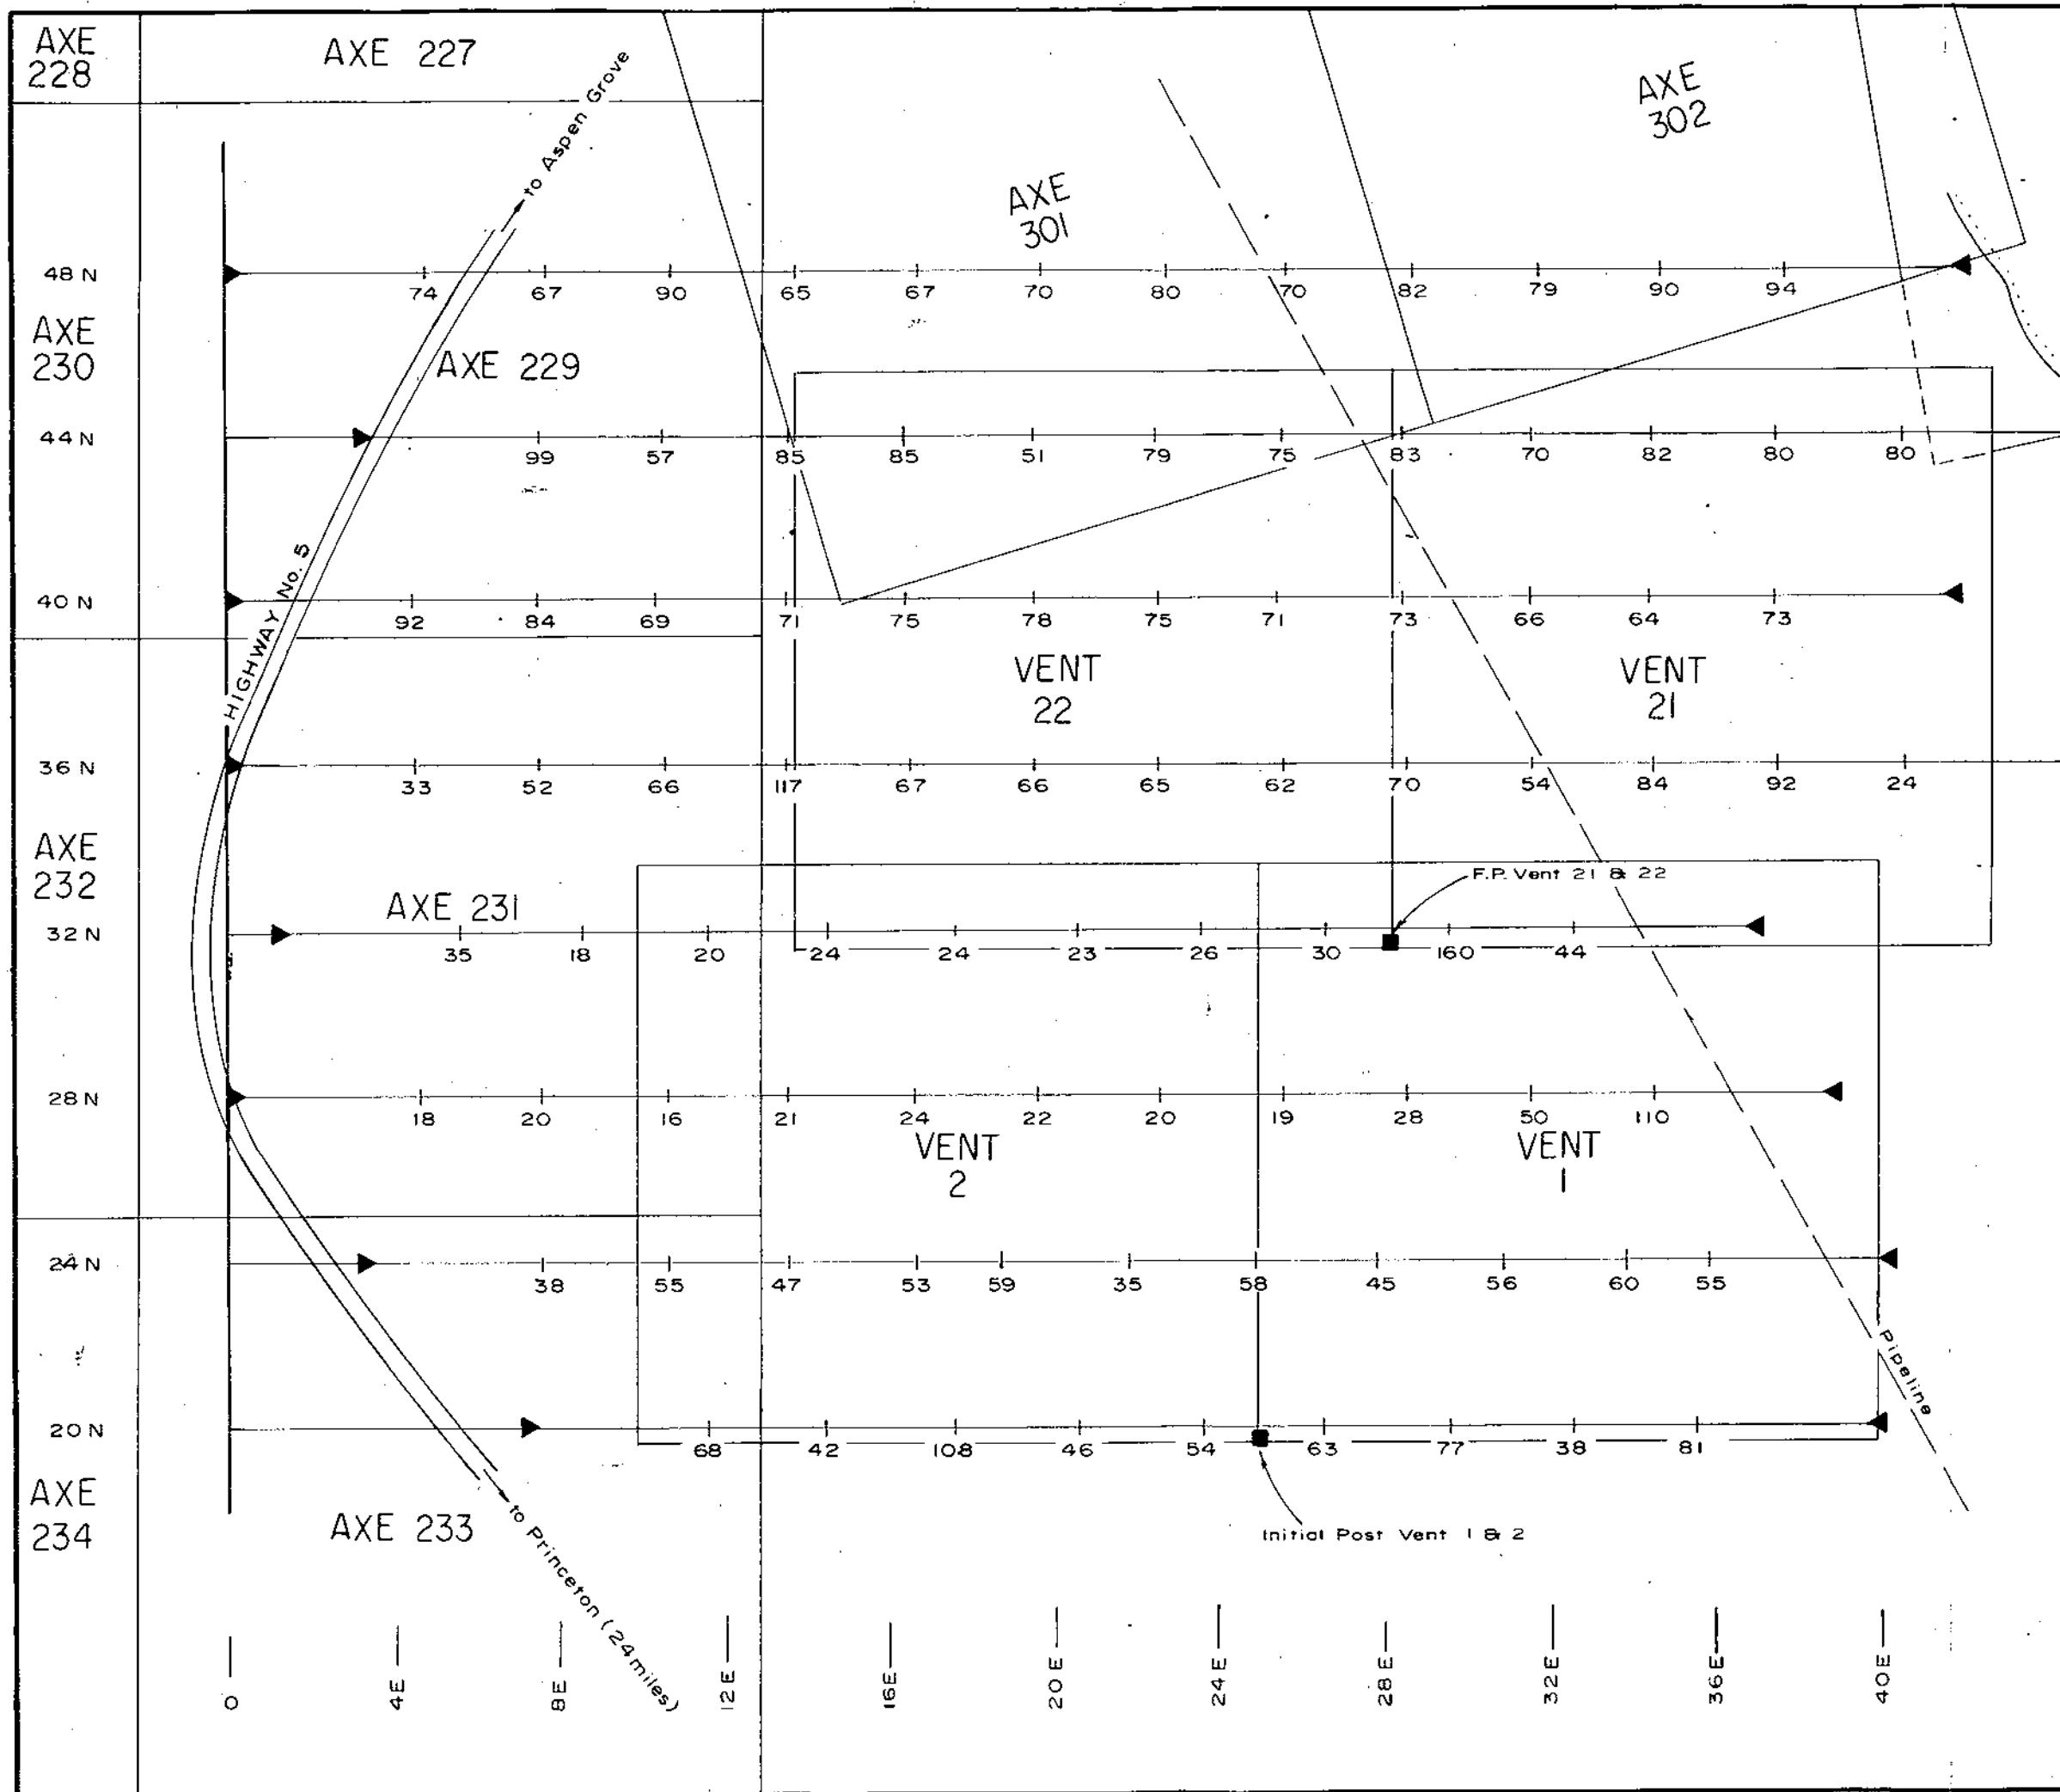 AXE
228
AXE 227
to Aspen Grove
AXE
301
AXE
302
48 N
74 67 90 65 67 70 80 70 82 79 90 94
AXE
230
AXE 229
44 N
99 57 85 85 51 79 75 83 70 82 80 80
HIGHWAY No. 5
40 N
92 84 69 71 75 78 75 71 73 66 64 73
VENT
22
VENT
21
36 N
33 52 66 117 67 66 65 62 70 54 84 92 24
AXE
232
AXE 231
F.P. Vent 21 & 22
32 N
35 18 20 24 24 23 26 30 160 44
28 N
18 20 16 21 24 22 20 19 28 50 110
VENT
2
VENT
1
24 N
38 55 47 53 59 35 58 45 56 60 55
Pipeline
20 N
68 42 108 46 54 63 77 38 81
AXE
234
AXE 233
to Princeton (24 miles)
Initial Post Vent 1 & 2
0 4E 8E 12E 16E 20E 24E 28E 32E 36E 40E